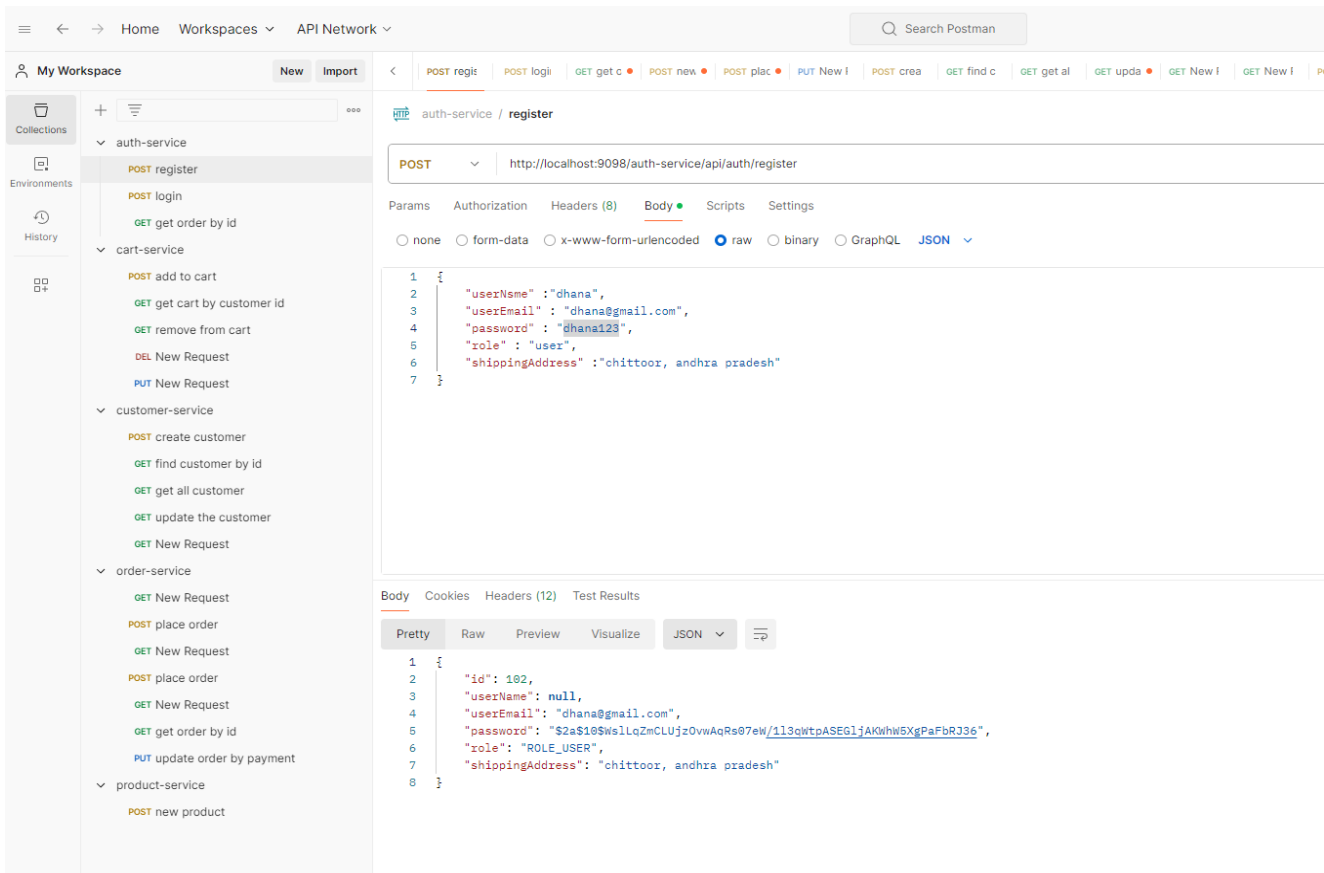 Home Workspaces API Network Search Postman
My Workspace New Import
POST regis POST logi GET get c POST new POST plac PUT New F POST crea GET find c GET get al GET upda GET New F GET New F
Collections
Environments
History
auth-service
POST register
POST login
GET get order by id
cart-service
POST add to cart
GET get cart by customer id
GET remove from cart
DEL New Request
PUT New Request
customer-service
POST create customer
GET find customer by id
GET get all customer
GET update the customer
GET New Request
order-service
GET New Request
POST place order
GET New Request
POST place order
GET New Request
GET get order by id
PUT update order by payment
product-service
POST new product
HTTP auth-service / register
POST http://localhost:9098/auth-service/api/auth/register
Params Authorization Headers (8) Body Scripts Settings
none form-data x-www-form-urlencoded raw binary GraphQL JSON
1 {
2 "userNsme" :"dhana",
3 "userEmail" : "dhana@gmail.com",
4 "password" : "dhana123",
5 "role" : "user",
6 "shippingAddress" :"chittoor, andhra pradesh"
7 }
Body Cookies Headers (12) Test Results
Pretty Raw Preview Visualize JSON
1 {
2 "id": 102,
3 "userName": null,
4 "userEmail": "dhana@gmail.com",
5 "password": "$2a$10$WslLqZmCLUjzOvwAqRs07eW/1l3qWtpASEGljAKWhW5XgPaFbRJ36",
6 "role": "ROLE_USER",
7 "shippingAddress": "chittoor, andhra pradesh"
8 }